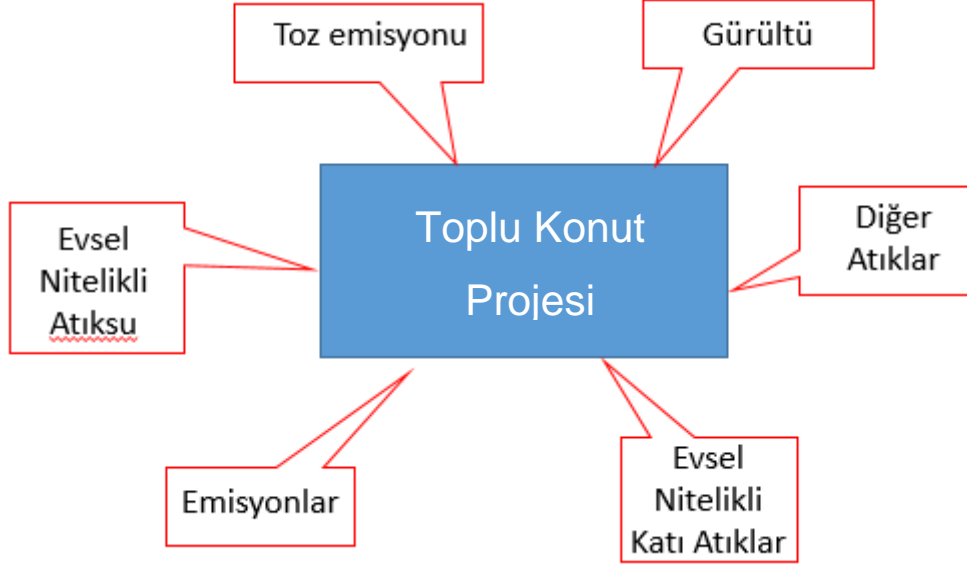 Toz emisyonu
Gürültü
Evsel
Nitelikli
Atıksu
Toplu Konut
Projesi
Diğer
Atıklar
Emisyonlar
Evsel
Nitelikli
Katı Atıklar